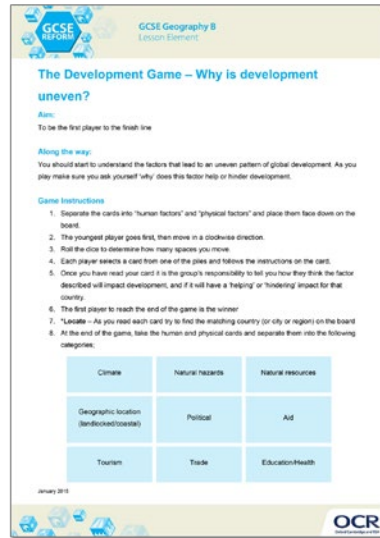 GCSE
REFORM
GCSE Geography B
Lesson Element
The Development Game – Why is development
uneven?
Aim:
To be the first player to the finish line
Along the way:
You should start to understand the factors that lead to an uneven pattern of global development. As you
play make sure you ask yourself 'why' does this factor help or hinder development.
Game Instructions
1. Separate the cards into "human factors" and "physical factors" and place them face down on the
board.
2. The youngest player goes first, then move in a clockwise direction.
3. Roll the dice to determine how many spaces you move.
4. Each player selects a card from one of the piles and follows the instructions on the card.
5. Once you have read your card it is the group's responsibility to tell you how they think the factor
described will impact development, and if it will have a 'helping' or 'hindering' impact for that
country.
6. The first player to reach the end of the game is the winner
7. *Locate – As you read each card try to find the matching country (or city or region) on the board
8. At the end of the game, take the human and physical cards and separate them into the following
categories;
Climate
Natural hazards
Natural resources
Geographic location
(landlocked/coastal)
Political
Aid
Tourism
Trade
Education/Health
January 2015
OCR